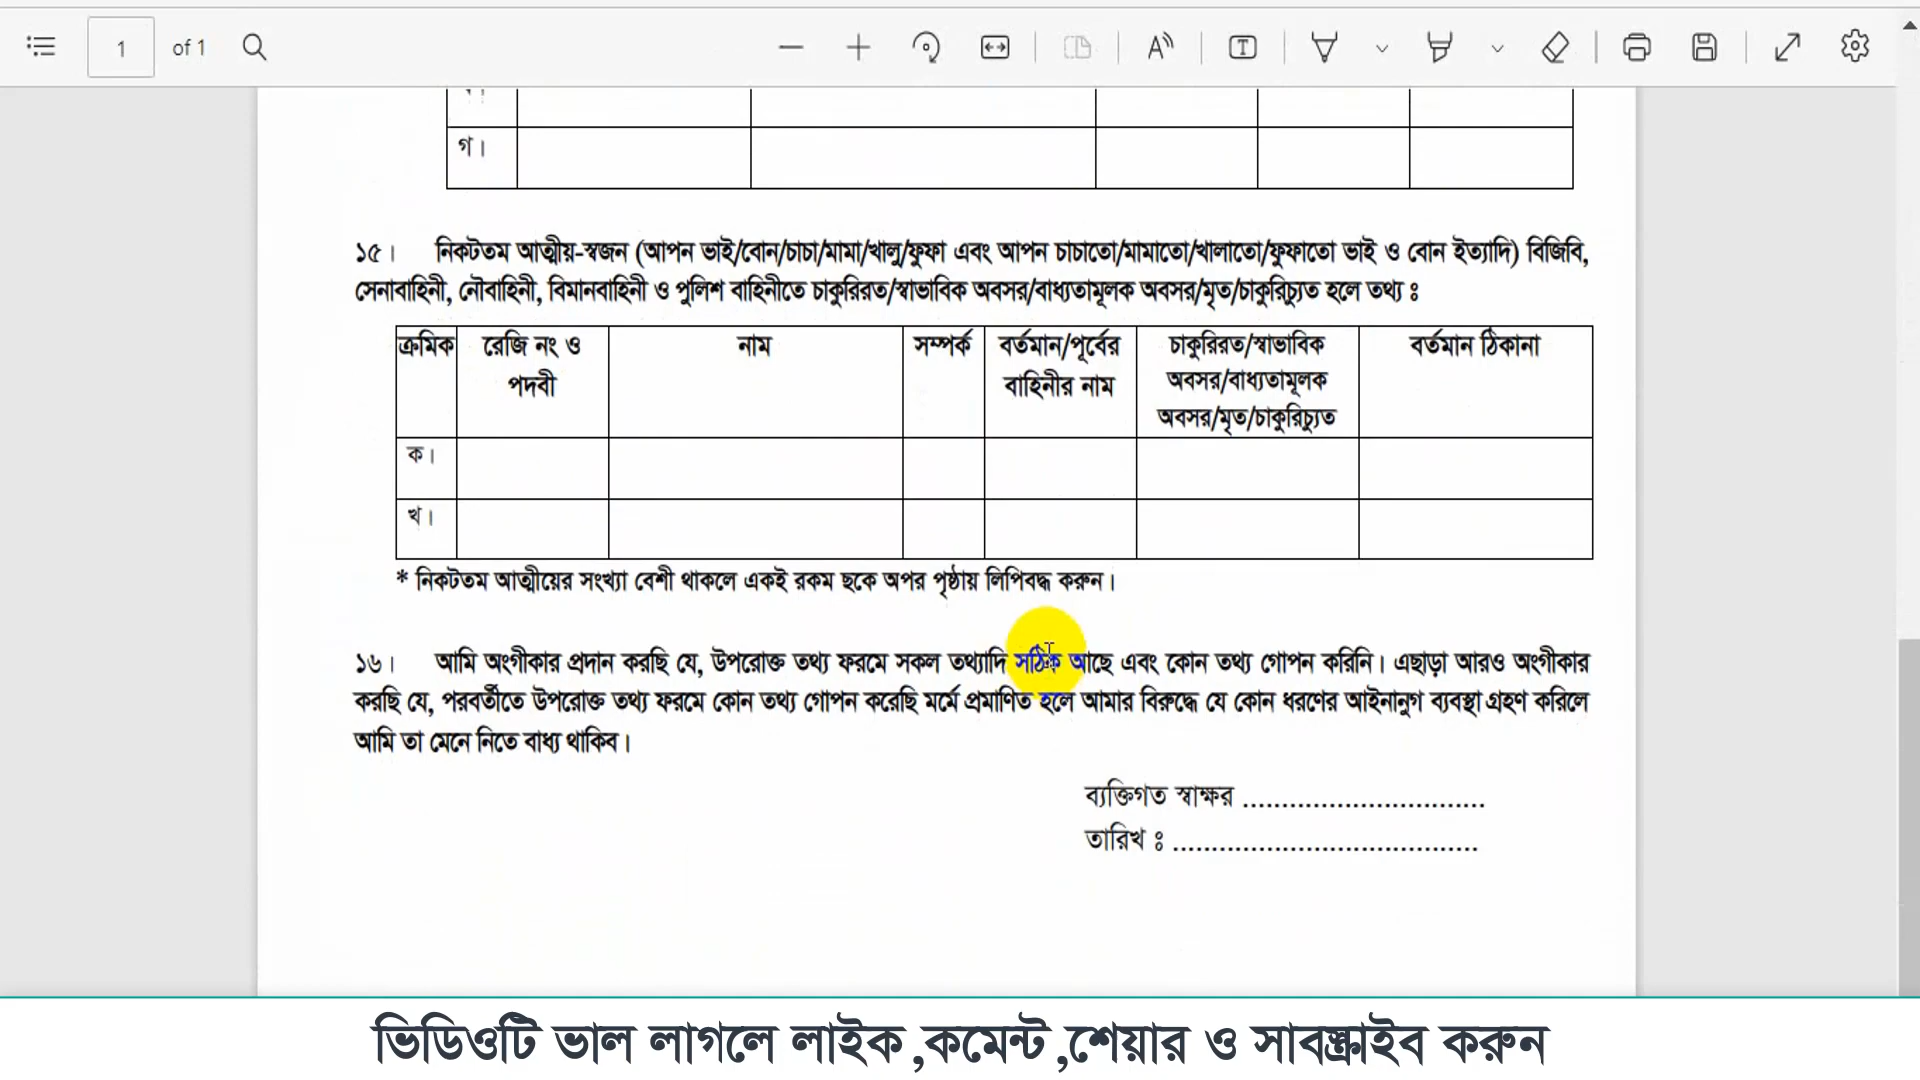 1 of 1
গ।
১৫। নিকটতম আত্মীয়-স্বজন (আপন ভাই/বোন/চাচা/মামা/খালু/ফুফা এবং আপন চাচাতো/মামাতো/খালাতো/ফুফাতো ভাই ও বোন ইত্যাদি) বিজিবি,
সেনাবাহিনী, নৌবাহিনী, বিমানবাহিনী ও পুলিশ বাহিনীতে চাকুরিরত/স্বাভাবিক অবসর/বাধ্যতামূলক অবসর/মৃত/চাকুরিচ্যুত হলে তথ্য ঃ
ক্রমিক রেজি নং ও নাম সম্পর্ক বর্তমান/পূর্বের চাকুরিরত/স্বাভাবিক বর্তমান ঠিকানা
পদবী বাহিনীর নাম অবসর/বাধ্যতামূলক
অবসর/মৃত/চাকুরিচ্যুত
ক।
খ।
* নিকটতম আত্মীয়ের সংখ্যা বেশী থাকলে একই রকম ছকে অপর পৃষ্ঠায় লিপিবদ্ধ করুন।
১৬। আমি অংগীকার প্রদান করছি যে, উপরোক্ত তথ্য ফরমে সকল তথ্যাদি সঠিক আছে এবং কোন তথ্য গোপন করিনি। এছাড়া আরও অংগীকার
করছি যে, পরবর্তীতে উপরোক্ত তথ্য ফরমে কোন তথ্য গোপন করেছি মর্মে প্রমাণিত হলে আমার বিরুদ্ধে যে কোন ধরণের আইনানুগ ব্যবস্থা গ্রহণ করিলে
আমি তা মেনে নিতে বাধ্য থাকিব।
ব্যক্তিগত স্বাক্ষর ...............................
তারিখ ঃ .......................................
ভিডিওটি ভাল লাগলে লাইক,কমেন্ট,শেয়ার ও সাবস্ক্রাইব করুন